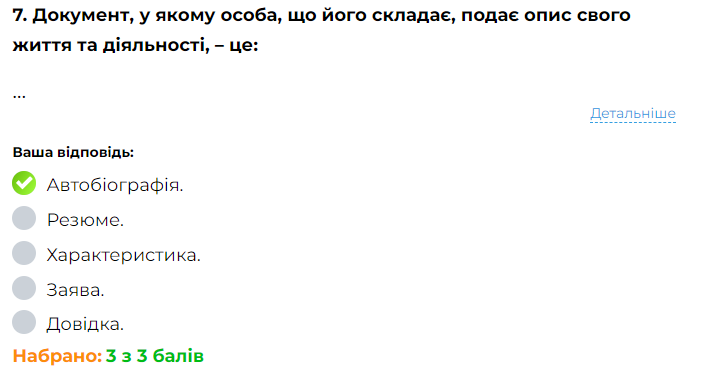 7. Документ, у якому особа, що його складає, подає опис свого
життя та діяльності, – це:
...
Детальніше
Ваша відповідь:
Автобіографія.
Резюме.
Характеристика.
Заява.
Довідка.
Набрано: 3 з 3 балів